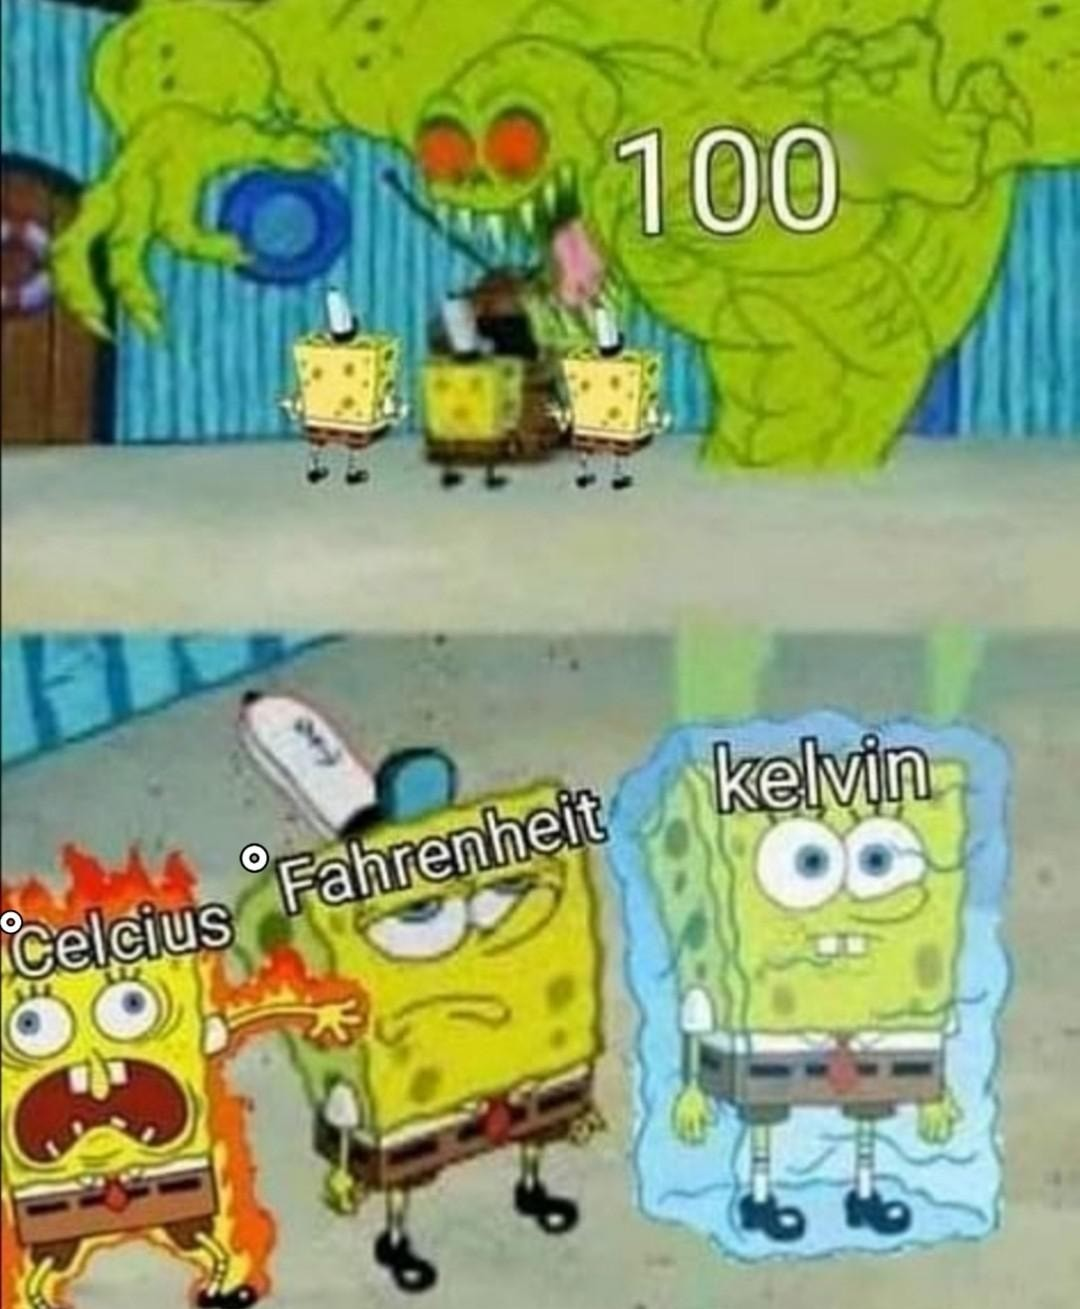 100
kelvin
° Fahrenheit
°Celcius